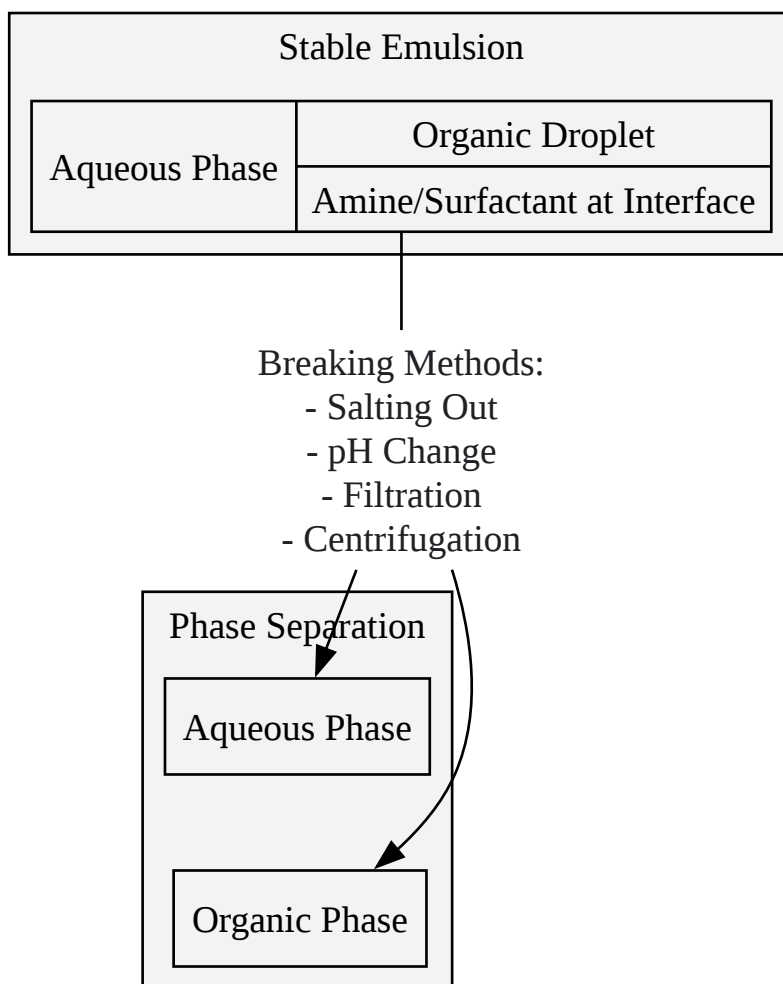 Stable Emulsion
Aqueous Phase
Organic Droplet
Amine/Surfactant at Interface
Breaking Methods:
- Salting Out
- pH Change
- Filtration
- Centrifugation
Phase Separation
Aqueous Phase
Organic Phase